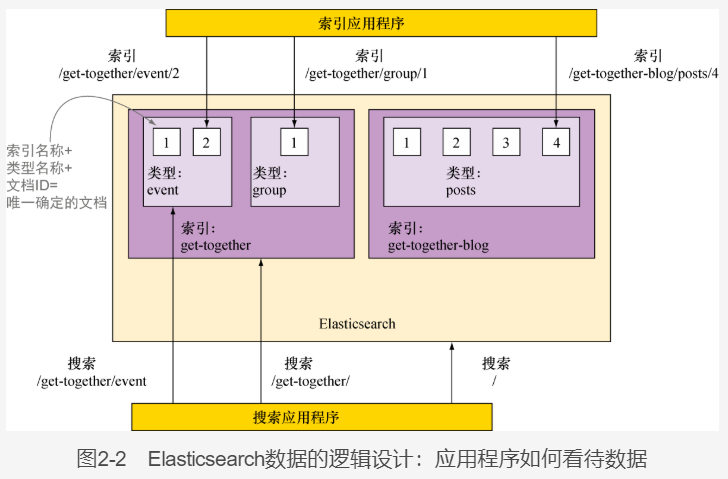 索引应用程序
索引
/get-together/event/2
索引
/get-together/group/1
索引
/get-together-blog/posts/4
索引名称+
类型名称+
文档ID=
唯一确定的文档
1
2
类型：
event
1
类型：
group
索引：
get-together
1
2
3
4
类型：
posts
索引：
get-together-blog
Elasticsearch
搜索
/get-together/event
搜索
/get-together/
搜索
/
搜索应用程序
图2-2 Elasticsearch数据的逻辑设计：应用程序如何看待数据